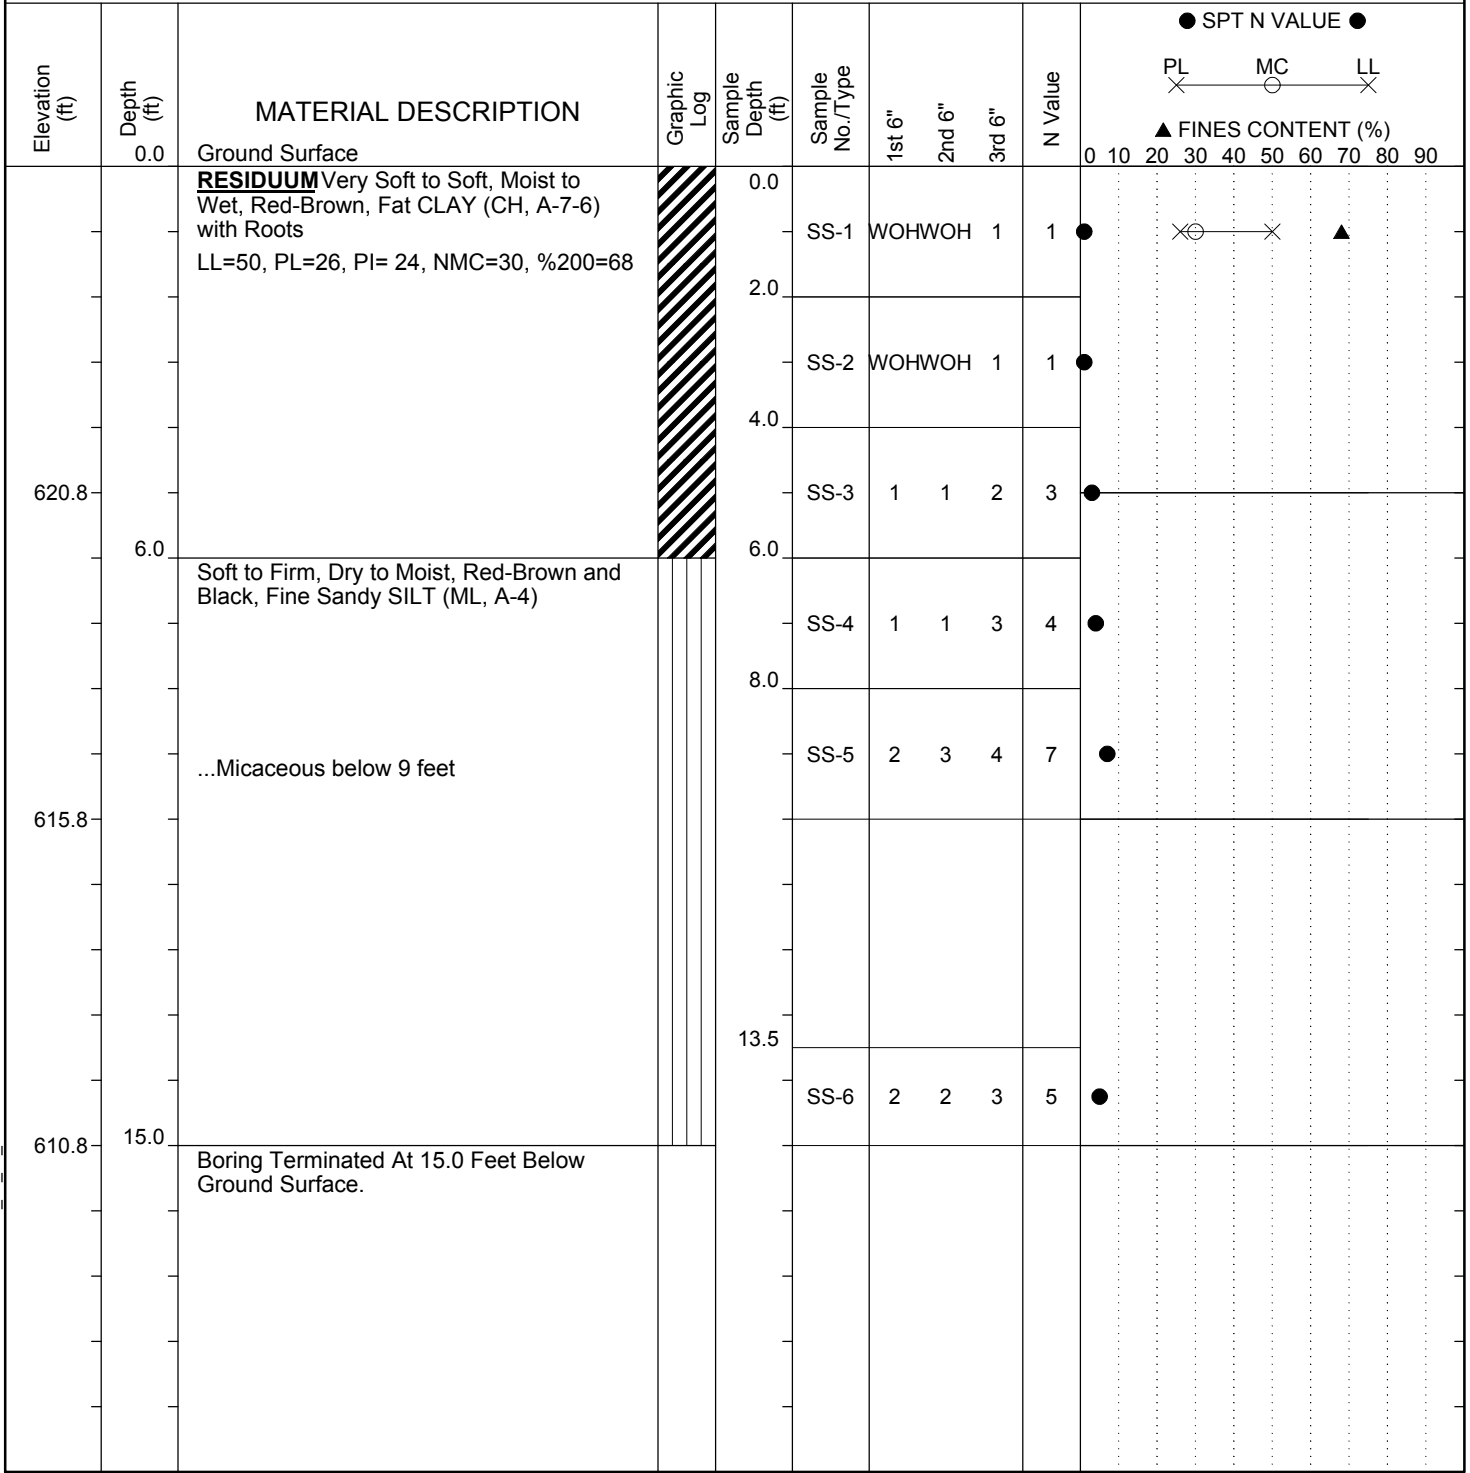 ● SPT N VALUE ●
PL MC LL
▲ FINES CONTENT (%)
Elevation (ft)
Depth (ft)
MATERIAL DESCRIPTION
Graphic Log
Sample Depth (ft)
Sample No./Type
1st 6"
2nd 6"
3rd 6"
N Value
0 10 20 30 40 50 60 70 80 90
0.0 Ground Surface
RESIDUUM Very Soft to Soft, Moist to
Wet, Red-Brown, Fat CLAY (CH, A-7-6)
with Roots
LL=50, PL=26, PI= 24, NMC=30, %200=68
0.0
SS-1 WOH WOH 1 1
2.0
SS-2 WOH WOH 1 1
4.0
620.8 SS-3 1 1 2 3
6.0 6.0
Soft to Firm, Dry to Moist, Red-Brown and
Black, Fine Sandy SILT (ML, A-4)
SS-4 1 1 3 4
8.0
SS-5 2 3 4 7
...Micaceous below 9 feet
615.8
13.5
SS-6 2 2 3 5
610.8 15.0
Boring Terminated At 15.0 Feet Below
Ground Surface.